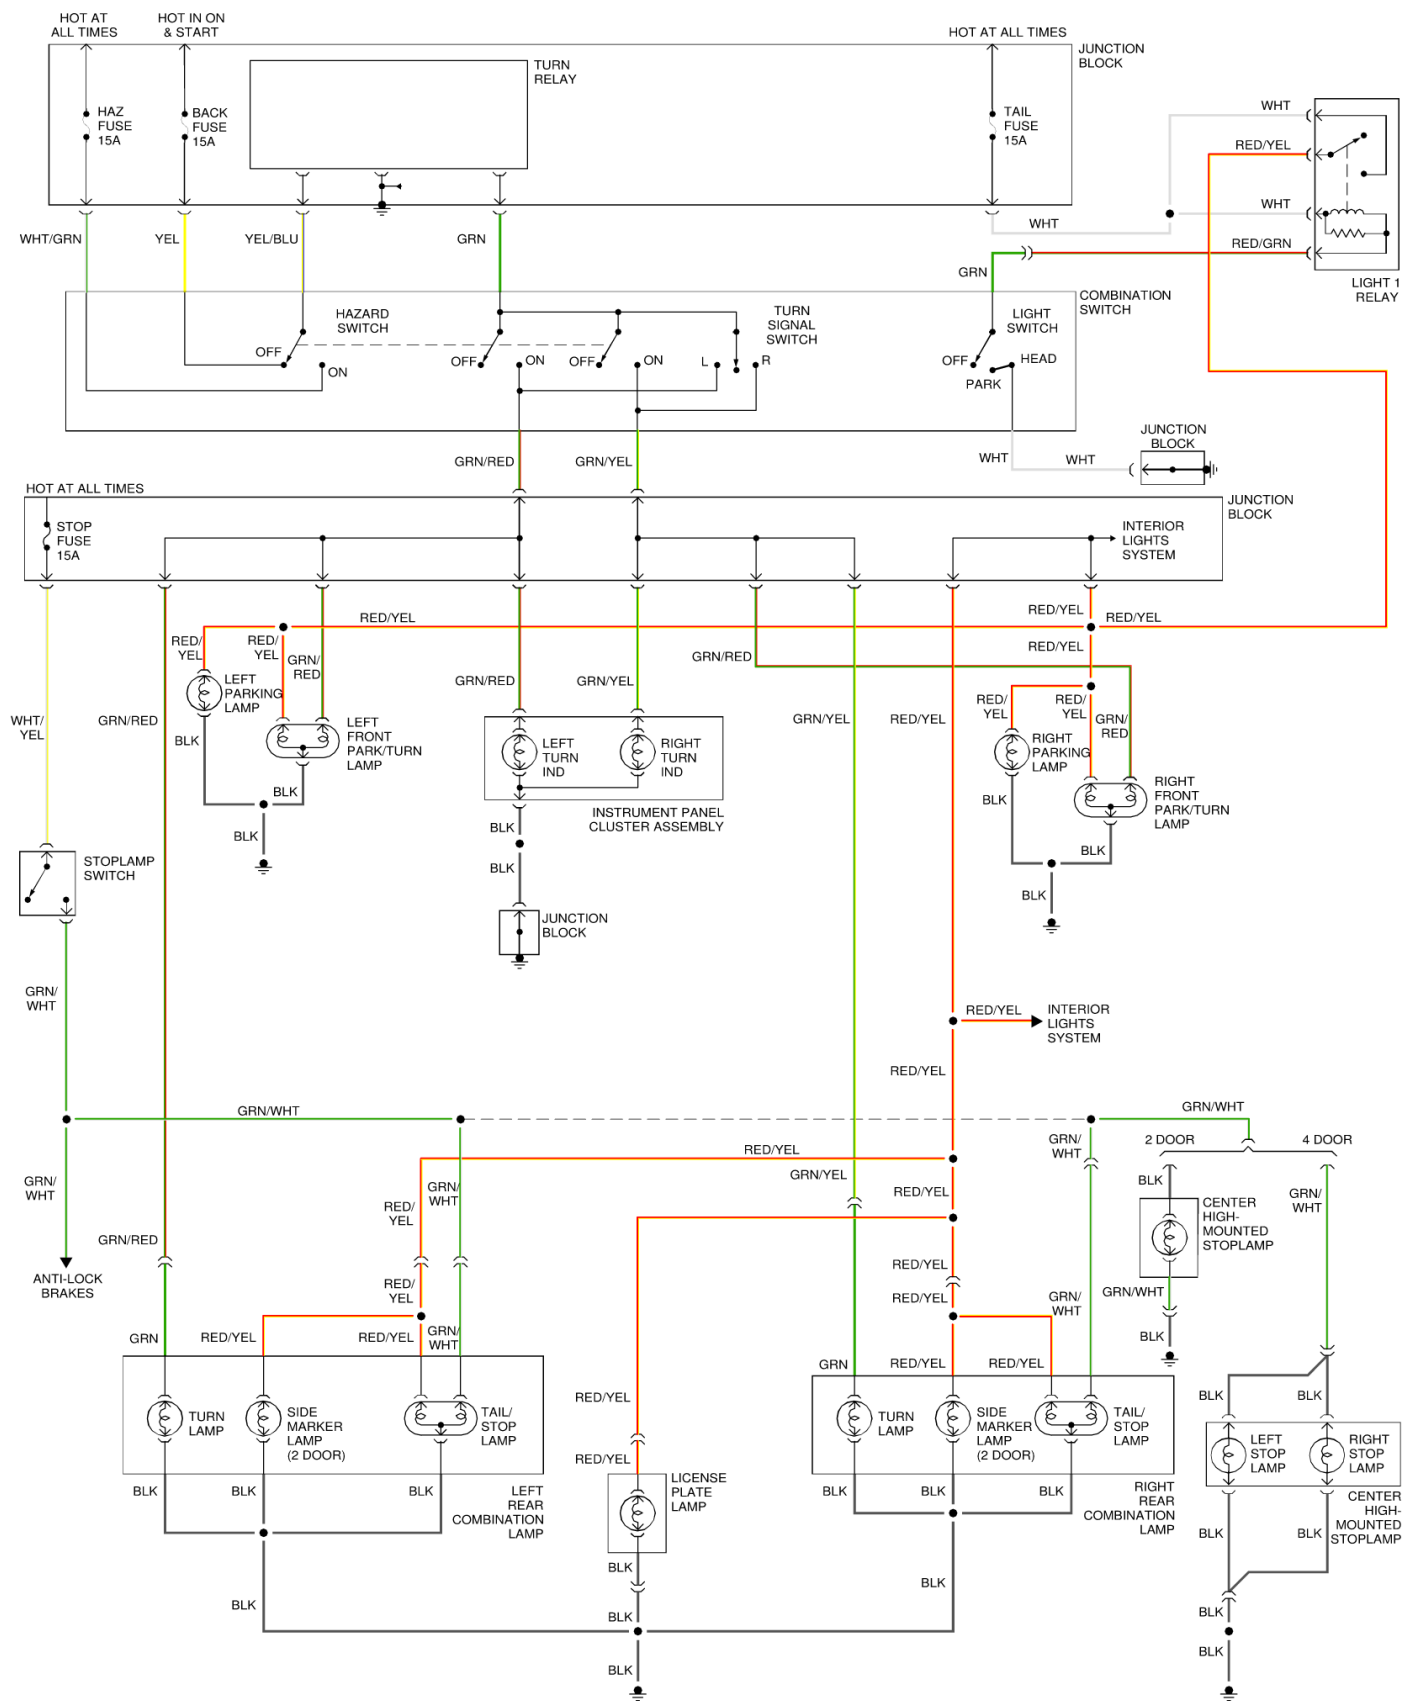 HOT AT
ALL TIMES
HOT IN ON
& START
HOT AT ALL TIMES
JUNCTION
BLOCK
TURN
RELAY
HAZ
FUSE
15A
BACK
FUSE
15A
TAIL
FUSE
15A
WHT
RED/YEL
WHT
RED/GRN
LIGHT 1
RELAY
WHT
WHT/GRN
YEL
YEL/BLU
GRN
GRN
COMBINATION
SWITCH
HAZARD
SWITCH
TURN
SIGNAL
SWITCH
LIGHT
SWITCH
OFF
ON
OFF
ON
OFF
ON
L
R
OFF
HEAD
PARK
GRN/RED
GRN/YEL
WHT
WHT
JUNCTION
BLOCK
HOT AT ALL TIMES
JUNCTION
BLOCK
STOP
FUSE
15A
INTERIOR
LIGHTS
SYSTEM
RED/YEL
RED/YEL
RED/YEL
RED/YEL
RED/
YEL
RED/
YEL
GRN/
RED
LEFT
PARKING
LAMP
BLK
LEFT
FRONT
PARK/TURN
LAMP
BLK
BLK
WHT/
YEL
GRN/RED
GRN/RED
GRN/YEL
GRN/RED
GRN/YEL
RED/YEL
LEFT
TURN
IND
RIGHT
TURN
IND
INSTRUMENT PANEL
CLUSTER ASSEMBLY
BLK
BLK
JUNCTION
BLOCK
RED/
YEL
RED/
YEL
GRN/
RED
RIGHT
PARKING
LAMP
BLK
RIGHT
FRONT
PARK/TURN
LAMP
BLK
BLK
STOPLAMP
SWITCH
GRN/
WHT
RED/YEL
INTERIOR
LIGHTS
SYSTEM
RED/YEL
GRN/WHT
GRN/WHT
GRN/
WHT
2 DOOR
4 DOOR
RED/YEL
GRN/YEL
RED/YEL
GRN/
WHT
GRN/
WHT
RED/
YEL
BLK
GRN/
WHT
CENTER
HIGH-
MOUNTED
STOPLAMP
GRN/RED
ANTI-LOCK
BRAKES
RED/
YEL
RED/YEL
RED/YEL
GRN/
WHT
GRN/WHT
BLK
GRN
RED/YEL
RED/YEL
GRN/
WHT
GRN
RED/YEL
RED/YEL
TURN
LAMP
SIDE
MARKER
LAMP
(2 DOOR)
TAIL/
STOP
LAMP
RED/YEL
RED/YEL
LICENSE
PLATE
LAMP
TURN
LAMP
SIDE
MARKER
LAMP
(2 DOOR)
TAIL/
STOP
LAMP
BLK
BLK
LEFT
STOP
LAMP
RIGHT
STOP
LAMP
CENTER
HIGH-
MOUNTED
STOPLAMP
BLK
BLK
BLK
LEFT
REAR
COMBINATION
LAMP
BLK
BLK
BLK
RIGHT
REAR
COMBINATION
LAMP
BLK
BLK
BLK
BLK
BLK
BLK
BLK
BLK
BLK